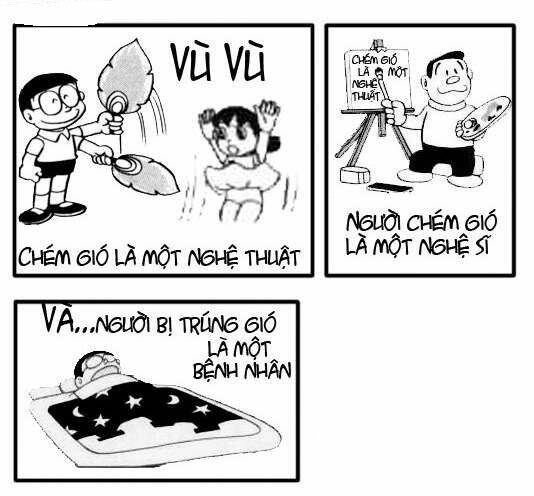 VÙ VÙ
CHÉM GIÓ LÀ MỘT NGHỆ THUẬT
CHÉM GIÓ
LÀ MỘT
NGHỆ
THUẬT
NGƯỜI CHÉM GIÓ
LÀ MỘT NGHỆ SĨ
VÀ...NGƯỜI BỊ TRÚNG GIÓ
LÀ MỘT
BỆNH NHÂN